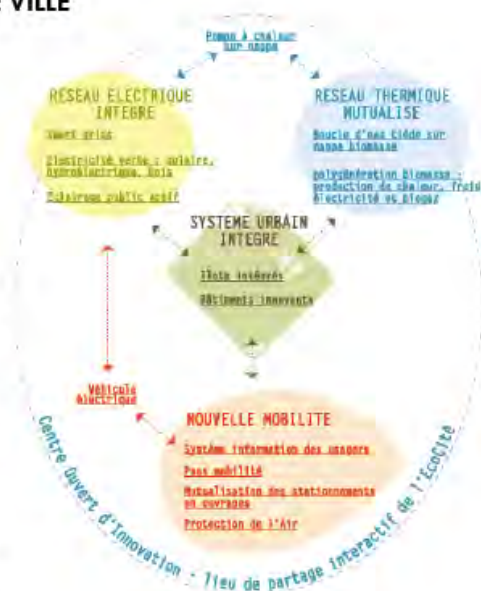 VILLE
Pompe à chaleur
sur nappe
RESEAU ELECTRIQUE
INTEGRE
Smart grids
Electricité verte : solaire,
hydroélectrique, bois
Eclairage public actif
RESEAU THERMIQUE
MUTUALISE
Boucle d'eau tiède sur
nappe biomasse
polygénération biomasse :
production de chaleur, froid
électricité et biogaz
SYSTEME URBAIN
INTEGRE
Ilots intégrés
Bâtiments innovants
Véhicule
électrique
NOUVELLE MOBILITE
Système information des usagers
Pass mobilité
Mutualisation des stationnements
en ouvrages
Protection de l'Air
Centre Ouvert d'Innovation - lieu de partage interactif de l'EcoCité